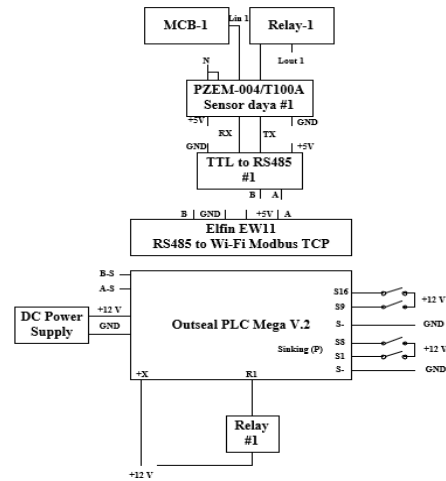 MCB-1
Lin 1
Relay-1
N
Lout 1
PZEM-004/T100A
Sensor daya #1
+5V
RX
TX
GND
GND
+5V
TTL to RS485
#1
B
A
B
GND
+5V
A
Elfin EW11
RS485 to Wi-Fi Modbus TCP
B-S
A-S
+12 V
GND
DC Power
Supply
Outseal PLC Mega V.2
Sinking (P)
S16
S9
+12 V
S-
GND
S8
S1
+12 V
S-
GND
+X
R1
Relay
#1
+12 V